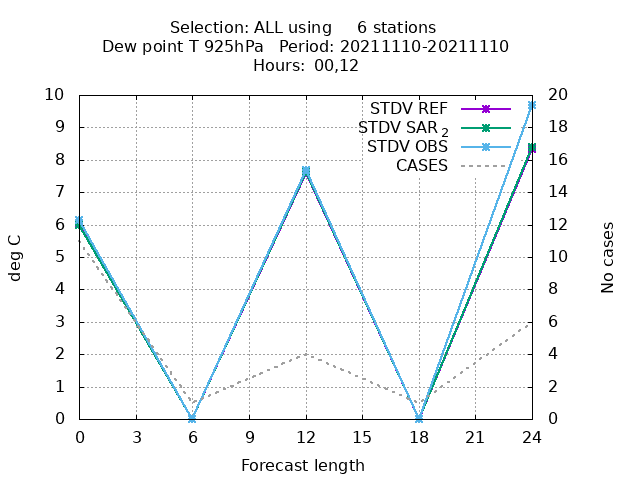 Selection: ALL using     6 stations
Dew point T 925hPa   Period: 20211110-20211110
Hours:  00,12
STDV REF
STDV SAR 2
STDV OBS
CASES
deg C
10
9
8
7
6
5
4
3
2
1
0
20
18
16
14
12
10
8
6
4
2
0
No cases
0 3 6 9 12 15 18 21 24
Forecast length